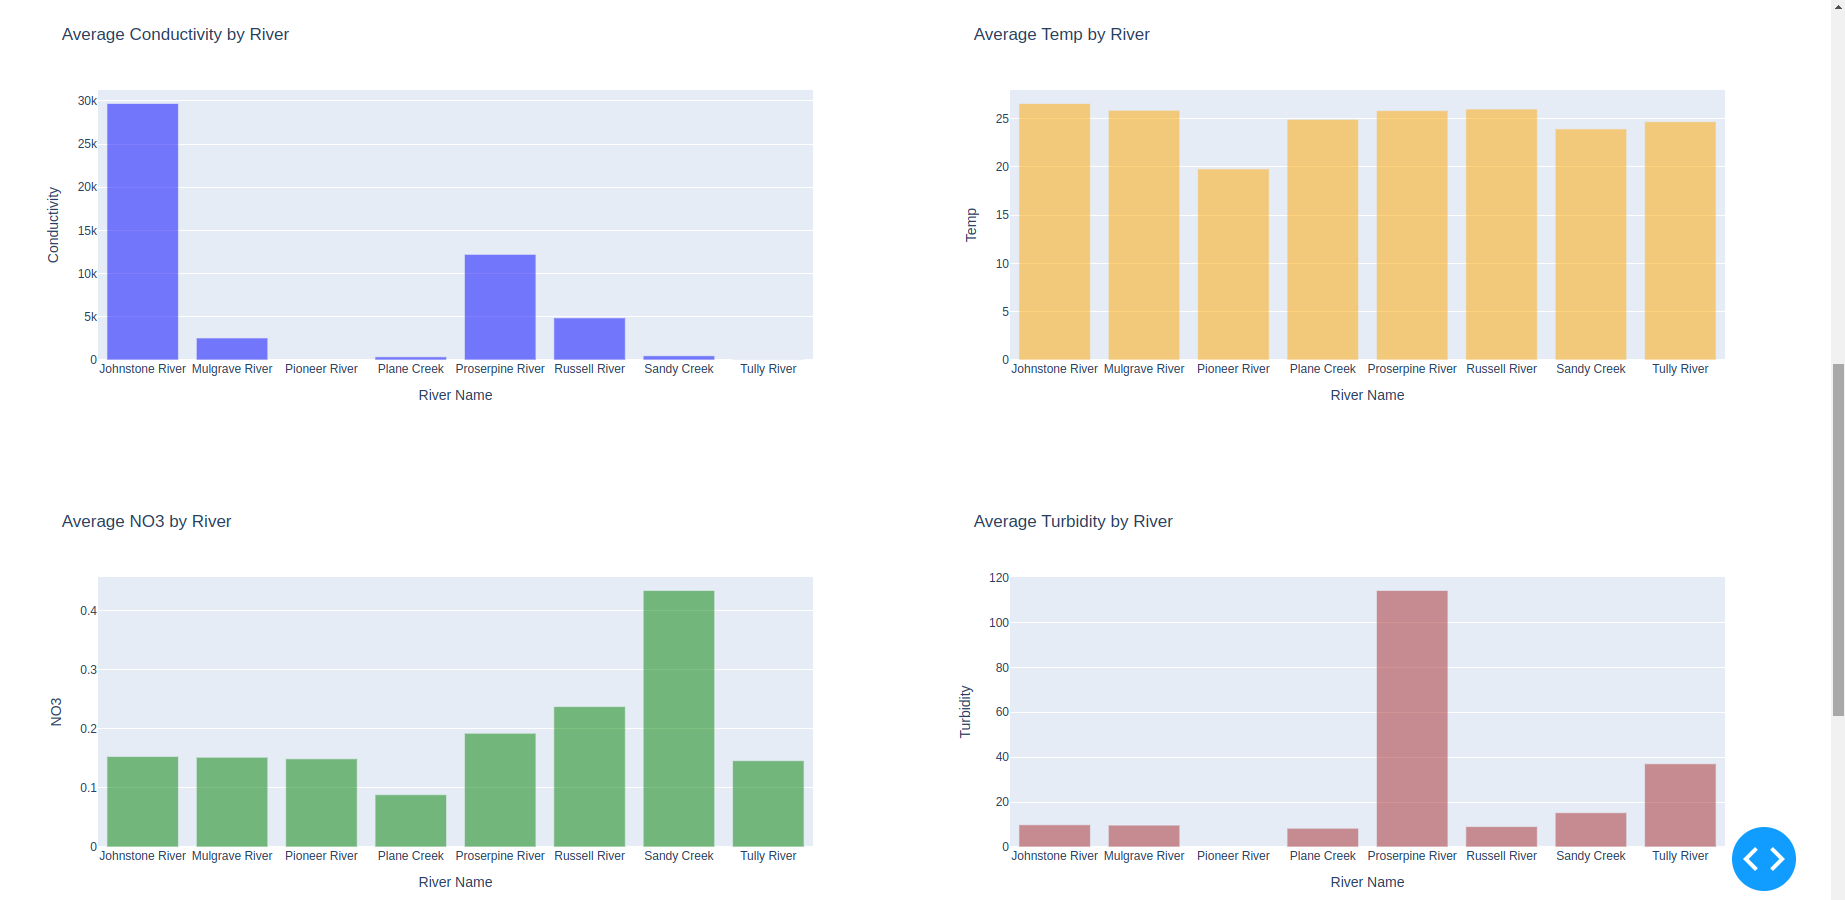 Average Conductivity by River
30k
25k
20k
15k
10k
5k
0
Conductivity
Johnstone River Mulgrave River Pioneer River Plane Creek Proserpine River Russell River Sandy Creek Tully River
River Name
Average Temp by River
25
20
15
10
5
0
Temp
Johnstone River Mulgrave River Pioneer River Plane Creek Proserpine River Russell River Sandy Creek Tully River
River Name
Average NO3 by River
0.4
0.3
0.2
0.1
0
NO3
Johnstone River Mulgrave River Pioneer River Plane Creek Proserpine River Russell River Sandy Creek Tully River
River Name
Average Turbidity by River
120
100
80
60
40
20
0
Turbidity
Johnstone River Mulgrave River Pioneer River Plane Creek Proserpine River Russell River Sandy Creek Tully River
River Name